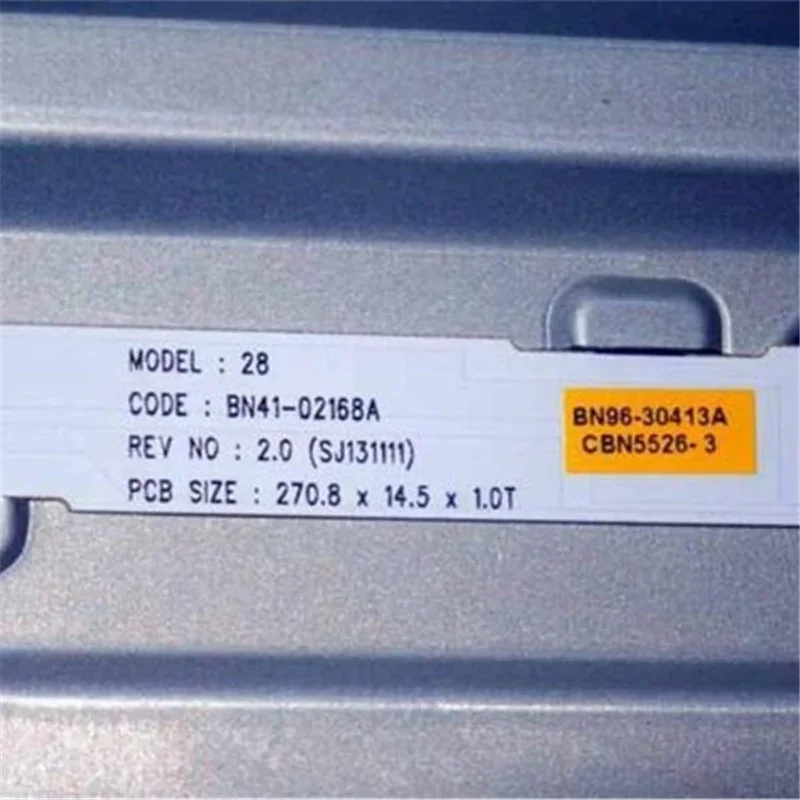 MODEL : 28
CODE : BN41-02168A
REV NO : 2.0 (SJ131111)
PCB SIZE : 270.8 x 14.5 x 1.0T
BN96-30413A
CBN5526- 3